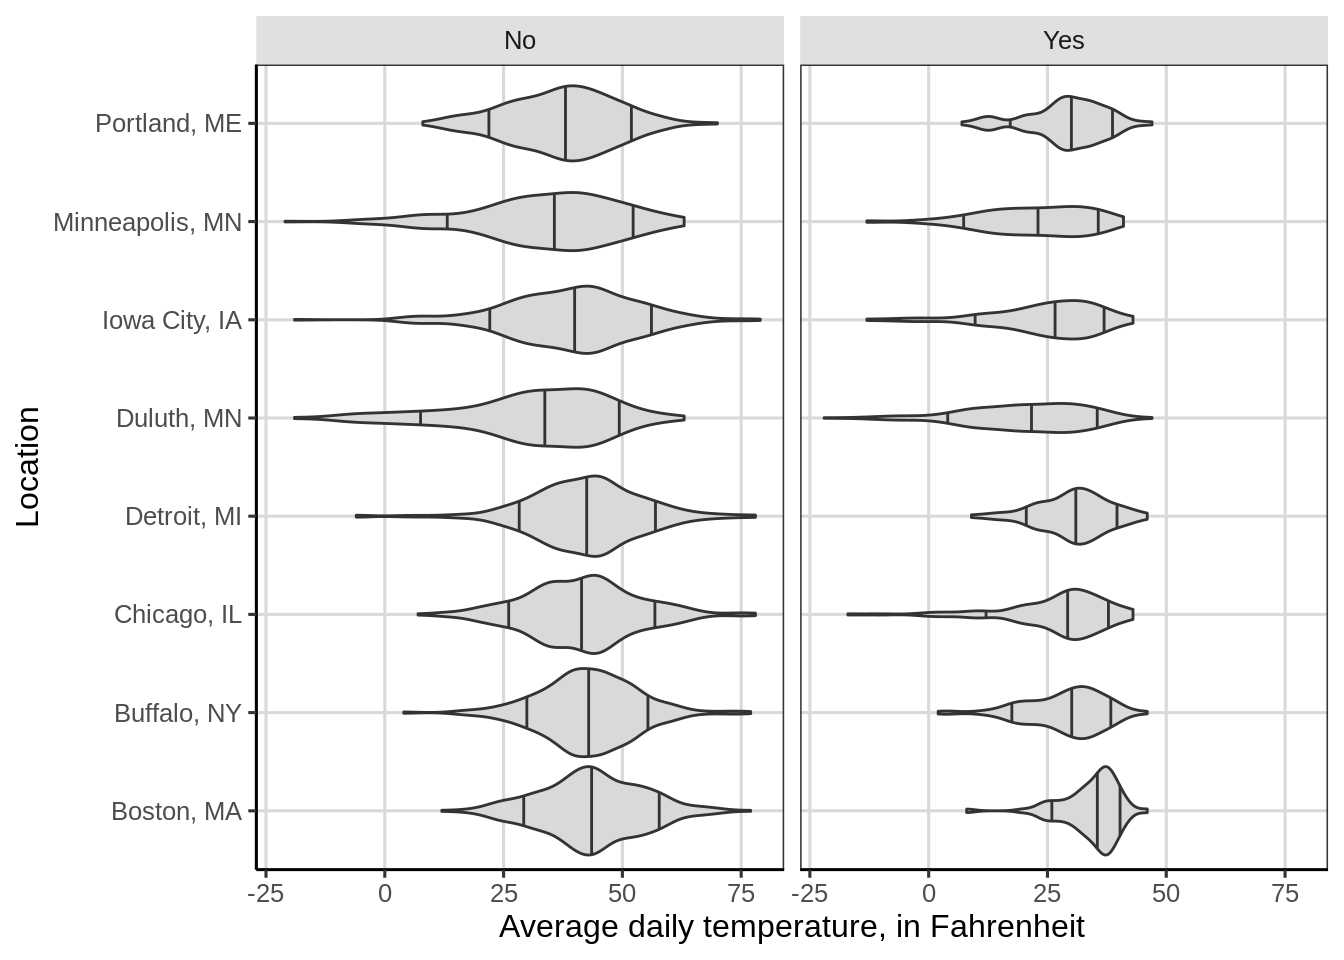 No
Yes
Portland, ME
Minneapolis, MN
Iowa City, IA
Duluth, MN
Detroit, MI
Chicago, IL
Buffalo, NY
Boston, MA
Location
-25 0 25 50 75 -25 0 25 50 75
Average daily temperature, in Fahrenheit